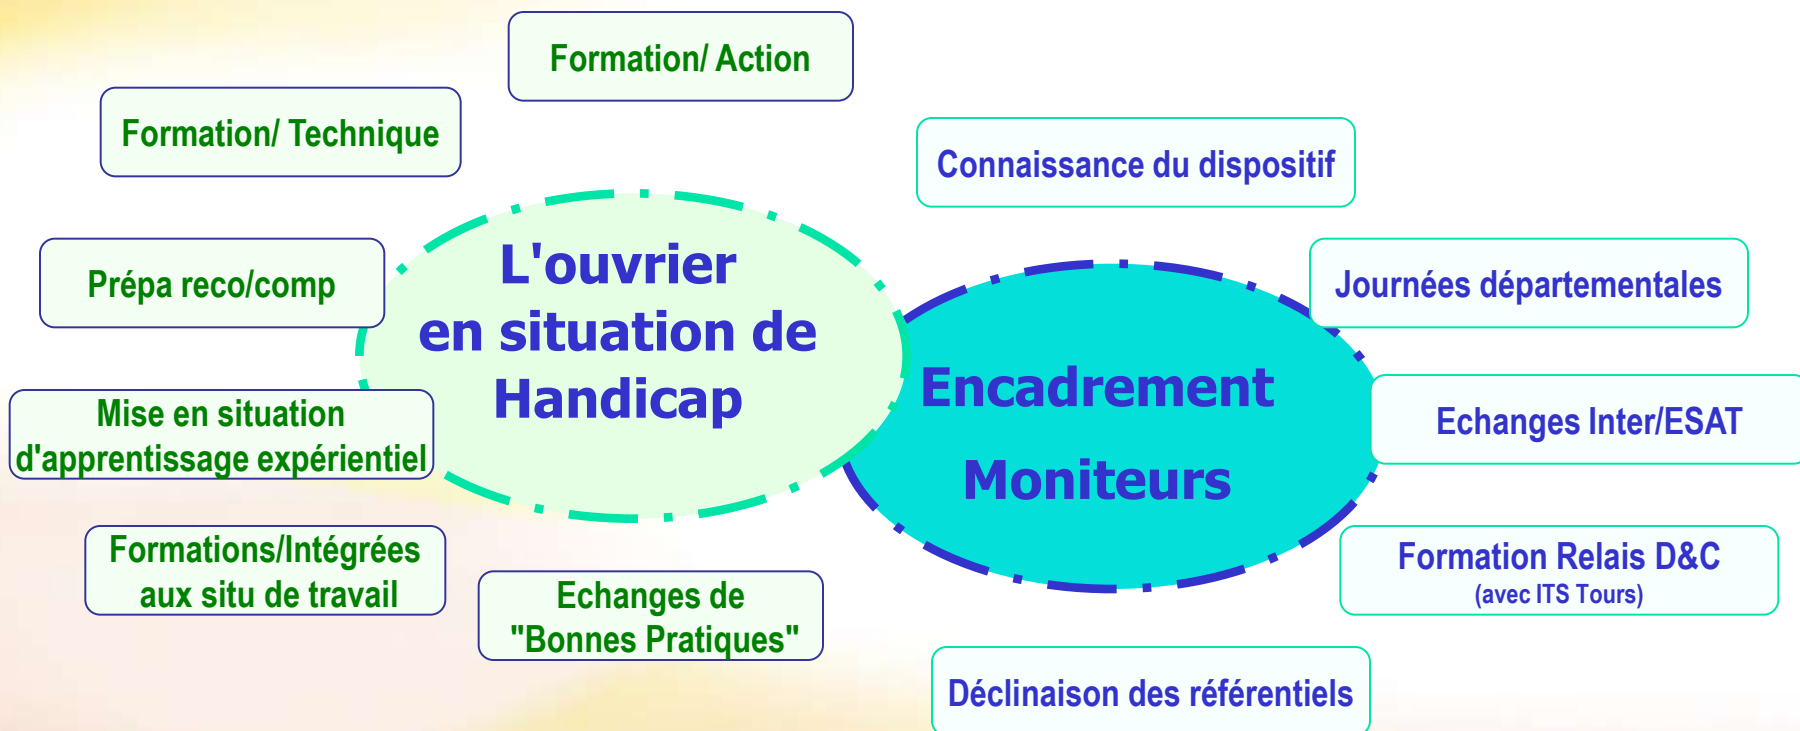 Formation/ Action
Formation/ Technique
Prépa reco/comp
Mise en situation
d'apprentissage expérientiel
Formations/Intégrées
aux situ de travail
Echanges de
"Bonnes Pratiques"
L'ouvrier
en situation de
Handicap
Encadrement
Moniteurs
Connaissance du dispositif
Journées départementales
Echanges Inter/ESAT
Formation Relais D&C
(avec ITS Tours)
Déclinaison des référentiels